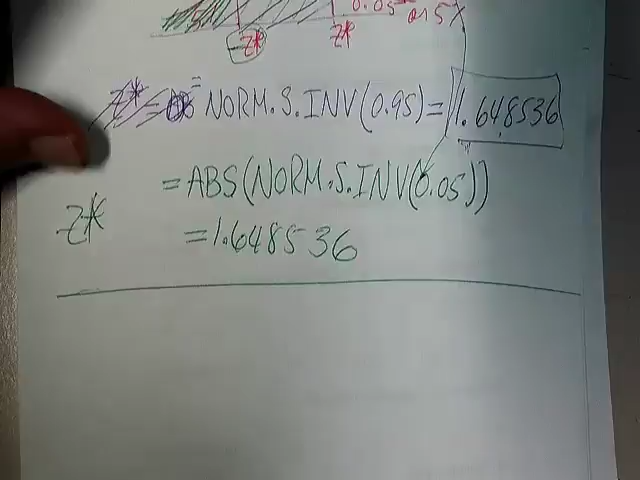 0.05 or 5%
-z* z*
z* = = NORM.S.INV(0.95) = 1.648536
= ABS(NORM.S.INV(0.05))
z* = 1.648536